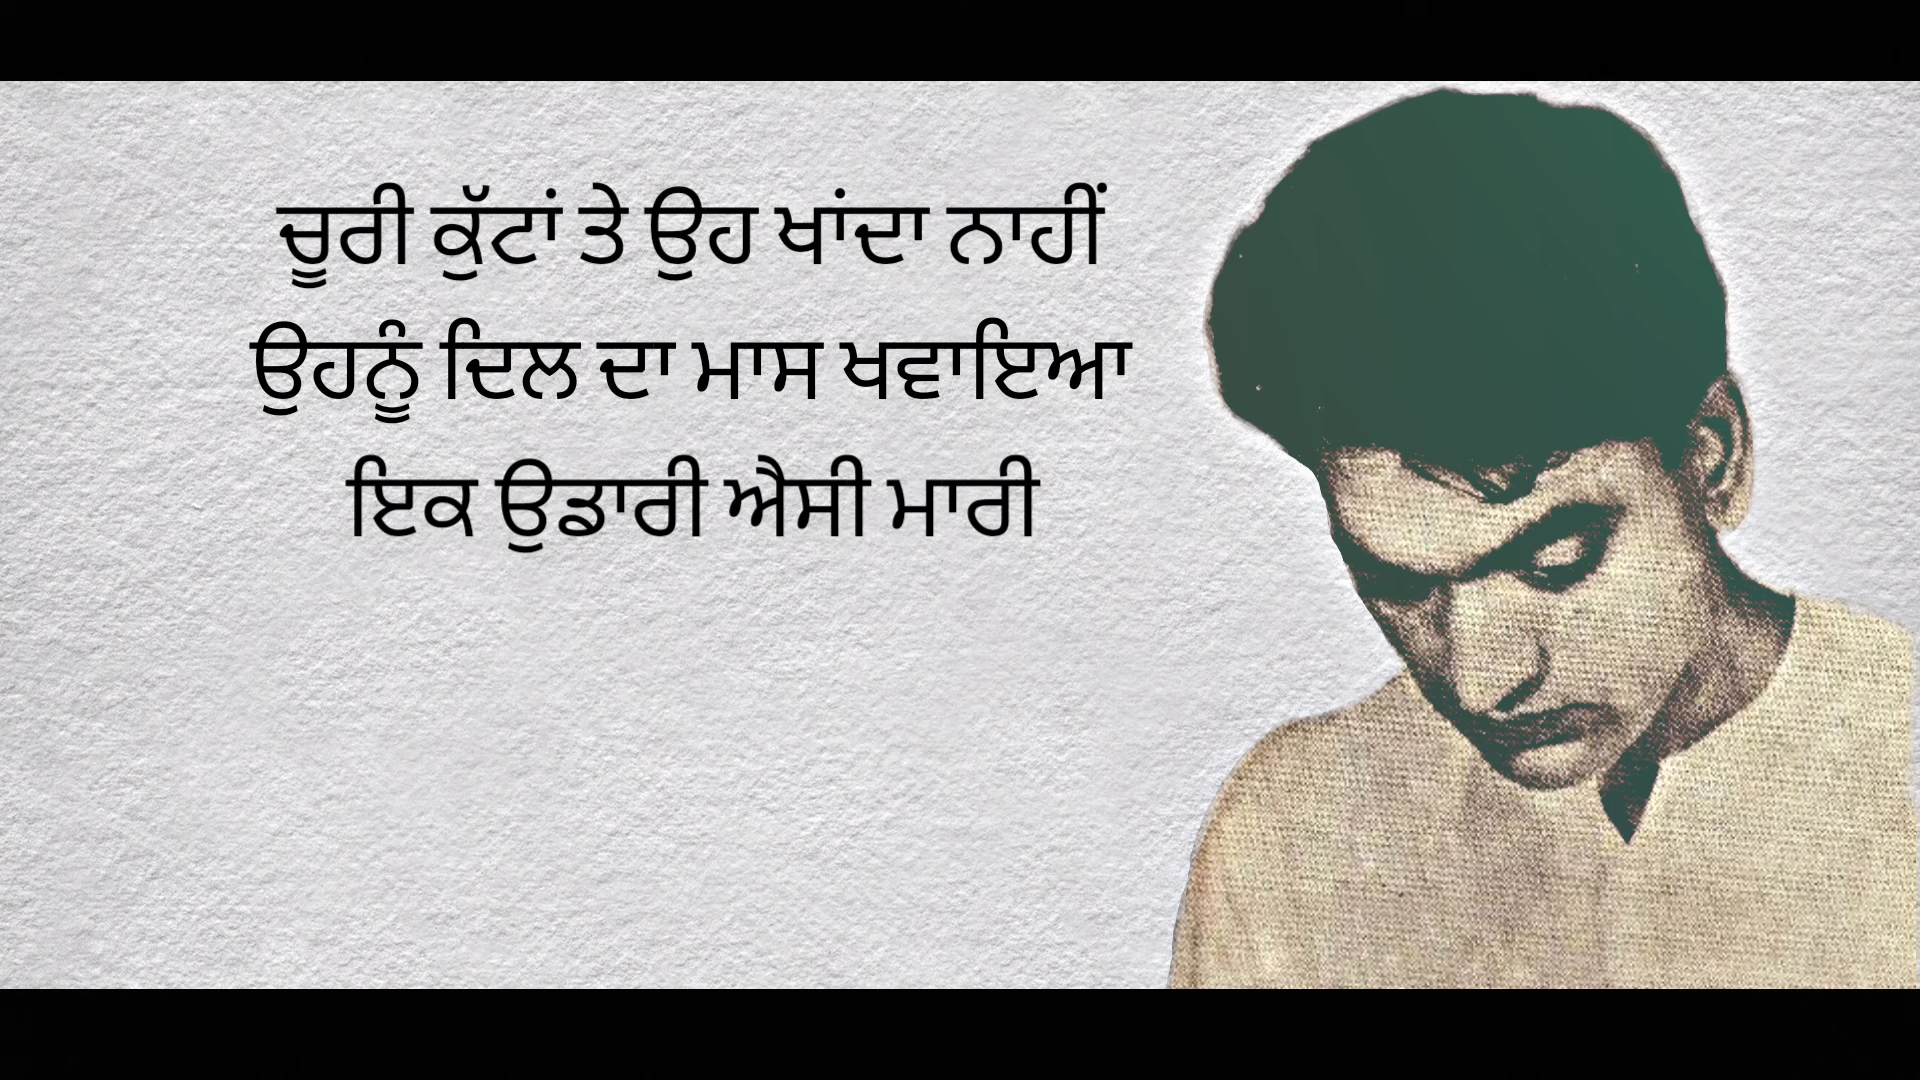 ਚੂਰੀ ਕੁੱਟਾਂ ਤੇ ਉਹ ਖਾਂਦਾ ਨਾਹੀਂ
ਉਹਨੂੰ ਦਿਲ ਦਾ ਮਾਸ ਖਵਾਇਆ
ਇਕ ਉਡਾਰੀ ਐਸੀ ਮਾਰੀ